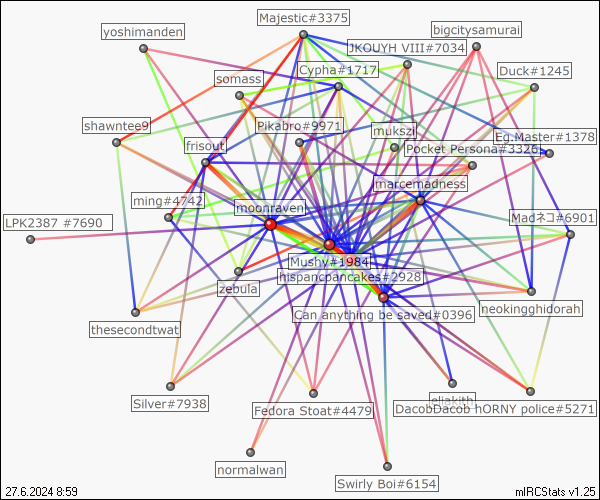 Majestic#3375
yoshimanden
bigcitysamurai
JKOUYH VIII#7034
Cypha#1717
Duck#1245
somass
shawntee9
Pikabro#9971
mukszi
Eg.Master#1378
frisout
Pocket Persona#3326
marcemadness
ming#4742
moonraveni
LPK2387 #7690
Madネコ#6901
Mushy#1984
hispancpancakes#2928
zebula
neokingghidorah
Can anything be saved#0396
thesecondtwat
eliakith
Silver#7938
Fedora Stoat#4479
DacobDacob hORNY police#5271
normalwan
Swirly Boi#6154
27.6.2024 8:59
mIRCStats v1.25